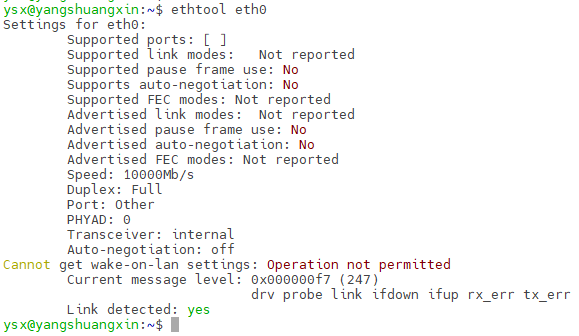 ysx@yangshuangxin:~$ ethtool eth0
Settings for eth0:
Supported ports: [ ]
Supported link modes:   Not reported
Supported pause frame use: No
Supports auto-negotiation: No
Supported FEC modes: Not reported
Advertised link modes:  Not reported
Advertised pause frame use: No
Advertised auto-negotiation: No
Advertised FEC modes: Not reported
Speed: 10000Mb/s
Duplex: Full
Port: Other
PHYAD: 0
Transceiver: internal
Auto-negotiation: off
Cannot get wake-on-lan settings: Operation not permitted
Current message level: 0x000000f7 (247)
drv probe link ifdown ifup rx_err tx_err
Link detected: yes
ysx@yangshuangxin:~$